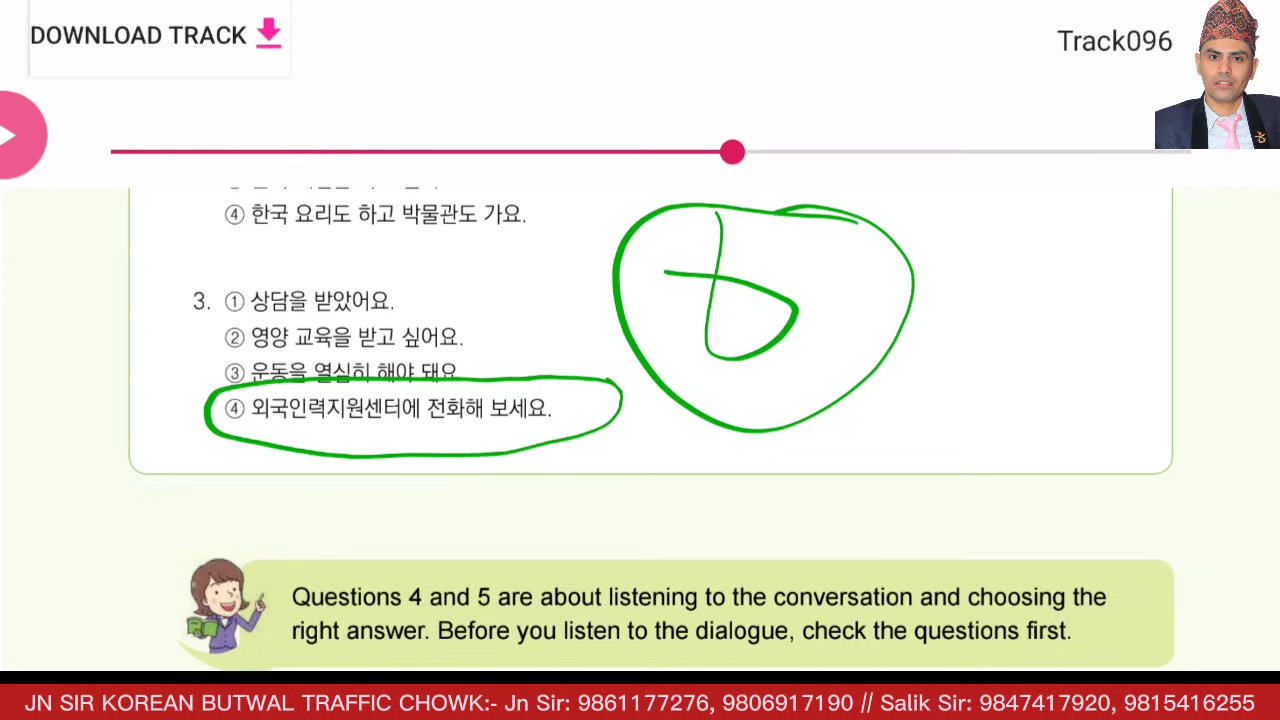 DOWNLOAD TRACK
Track096
④ 한국 요리도 하고 박물관도 가요.
3. ① 상담을 받았어요.
② 영양 교육을 받고 싶어요.
③ 운동을 열심히 해야 돼요
④ 외국인력지원센터에 전화해 보세요.
Questions 4 and 5 are about listening to the conversation and choosing the
right answer. Before you listen to the dialogue, check the questions first.
JN SIR KOREAN BUTWAL TRAFFIC CHOWK:- Jn Sir: 9861177276, 9806917190 // Salik Sir: 9847417920, 9815416255